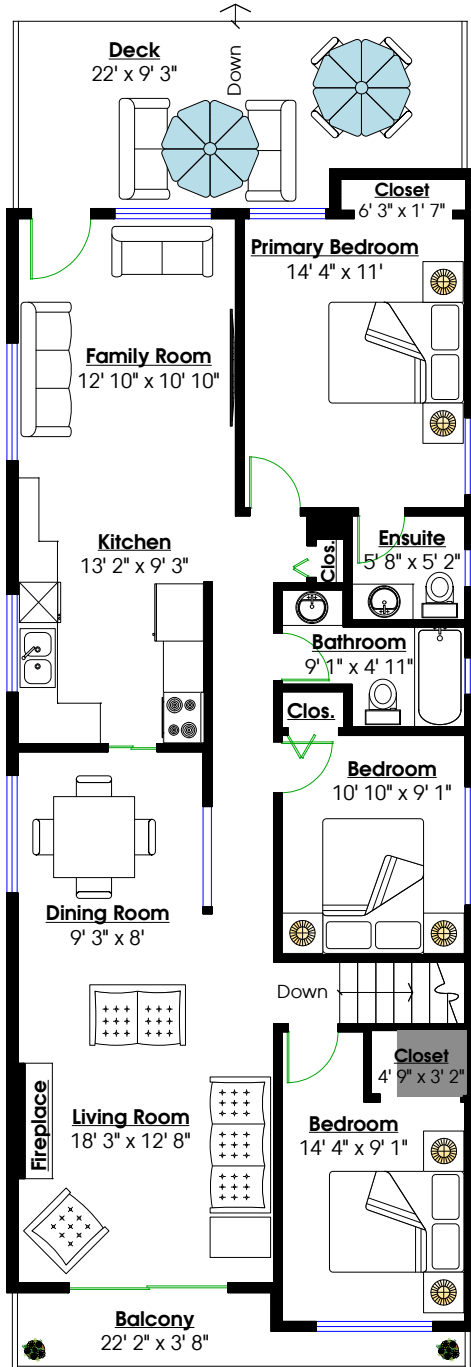 Deck
22' x 9' 3"
Down
Closet
6' 3" x 1' 7"
Primary Bedroom
14' 4" x 11'
Family Room
12' 10" x 10' 10"
Kitchen
13' 2" x 9' 3"
Clos.
Ensuite
5' 8" x 5' 2"
Bathroom
9' 1" x 4' 11"
Clos.
Bedroom
10' 10" x 9' 1"
Dining Room
9' 3" x 8'
Down
Closet
4' 9" x 3' 2"
Fireplace
Living Room
18' 3" x 12' 8"
Bedroom
14' 4" x 9' 1"
Balcony
22' 2" x 3' 8"